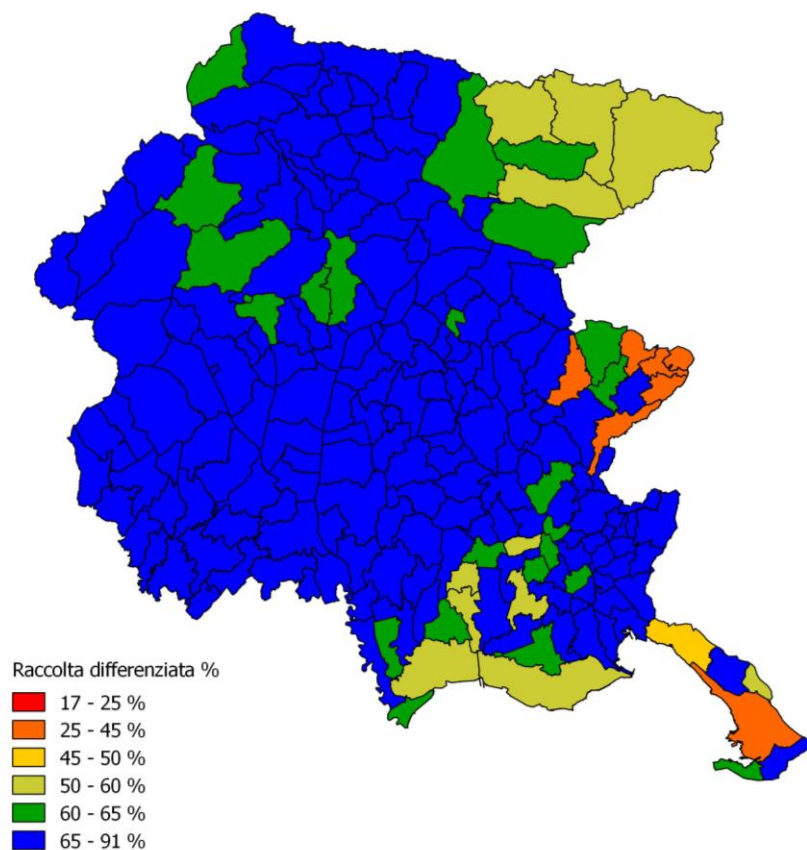 Raccolta differenziata %
17 - 25 %
25 - 45 %
45 - 50 %
50 - 60 %
60 - 65 %
65 - 91 %